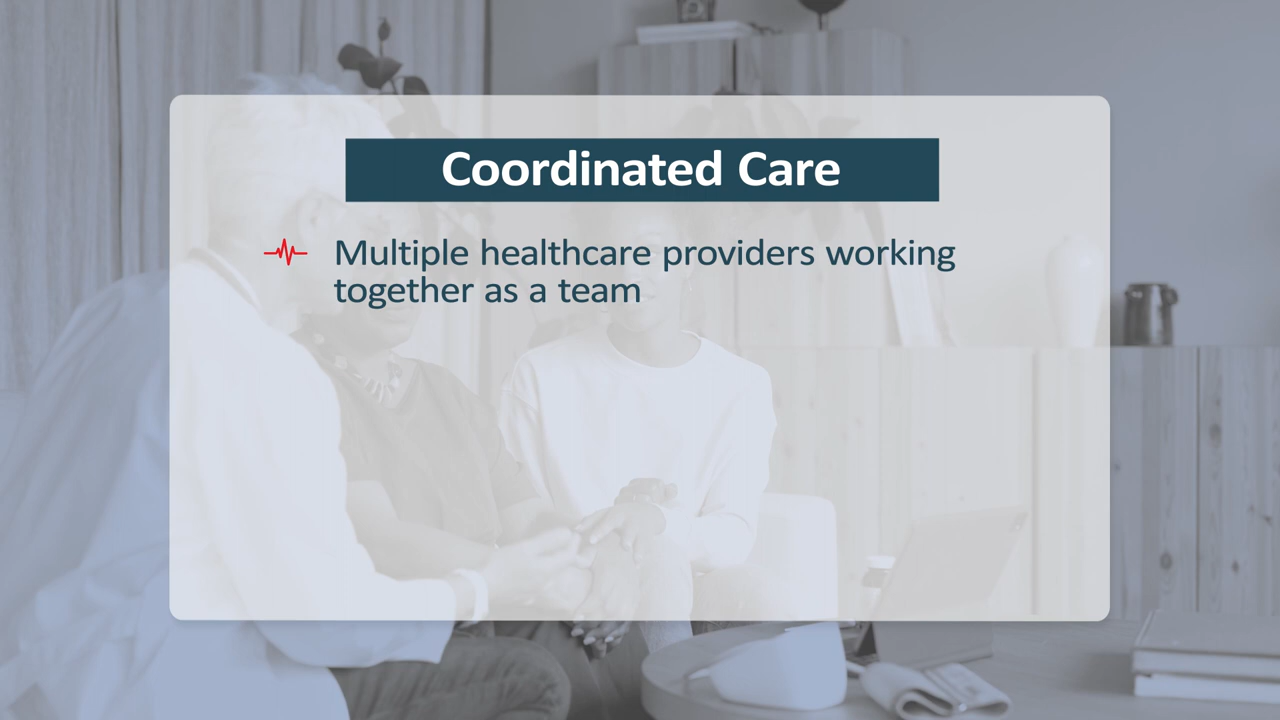 Coordinated Care
Multiple healthcare providers working
together as a team